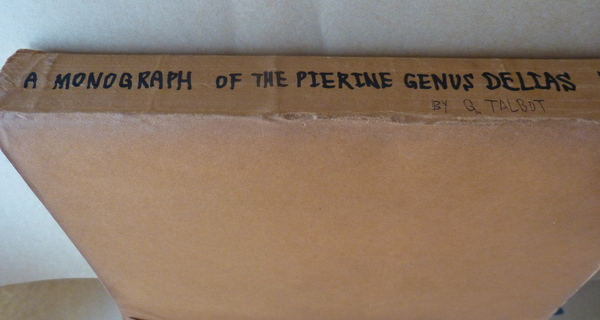 A MONOGRAPH OF THE PIERINE GENUS DELIAS
BY G TALBOT